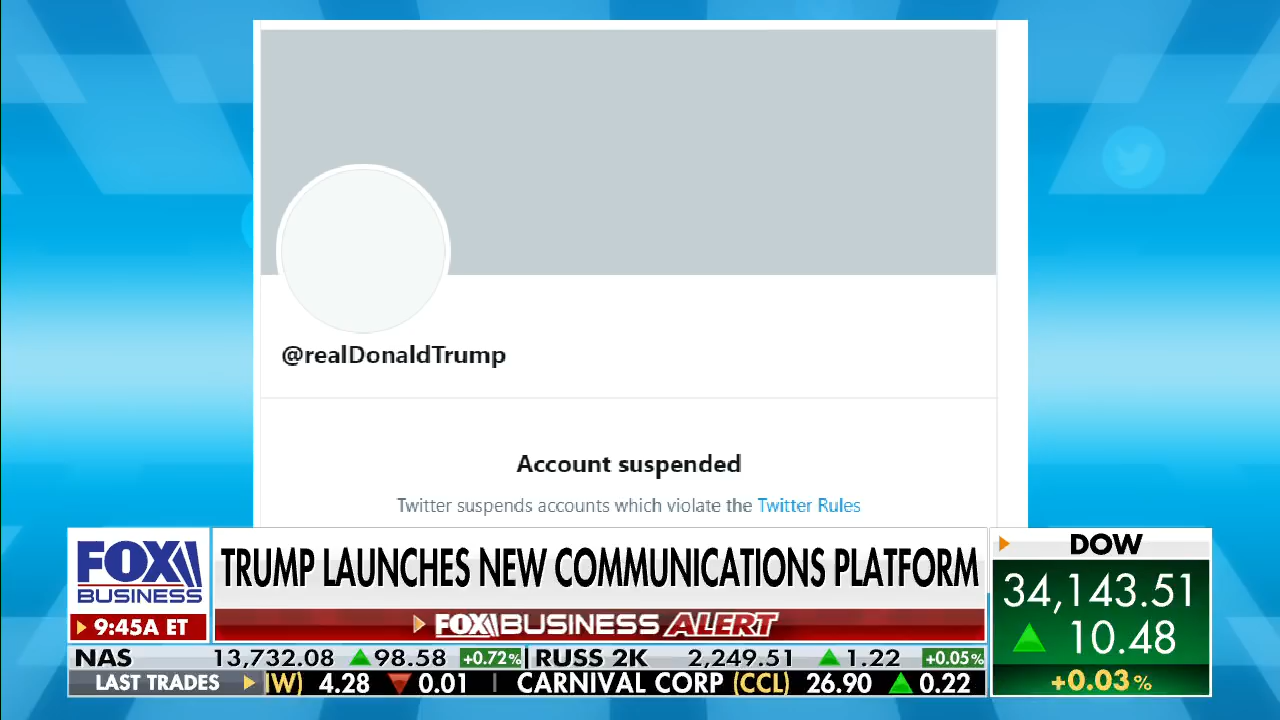 @realDonaldTrump
Account suspended
Twitter suspends accounts which violate the Twitter Rules
FOX BUSINESS
9:45A ET
TRUMP LAUNCHES NEW COMMUNICATIONS PLATFORM
FOX BUSINESS ALERT
DOW
34,143.51
10.48
+0.03%
NAS 13,732.08 98.58 +0.72% RUSS 2K 2,249.51 1.22 +0.05%
LAST TRADES (W) 4.28 0.01 CARNIVAL CORP (CCL) 26.90 0.22